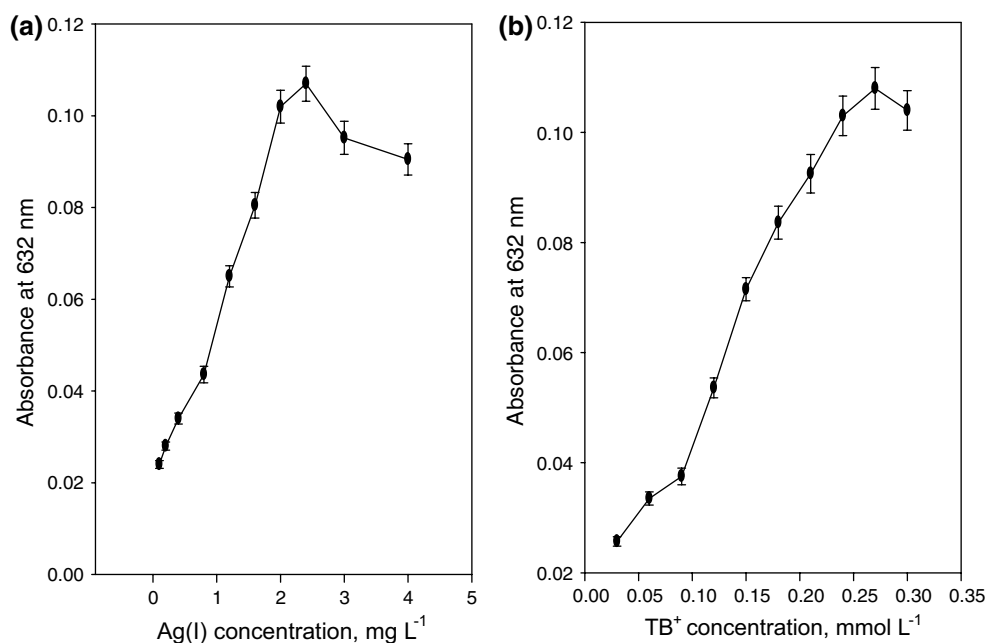 (a)
0.12
0.10
0.08
0.06
0.04
0.02
0.00
Absorbance at 632 nm
0 1 2 3 4 5
Ag(I) concentration, mg L⁻¹
(b)
0.12
0.10
0.08
0.06
0.04
0.02
Absorbance at 632 nm
0.00 0.05 0.10 0.15 0.20 0.25 0.30 0.35
TB⁺ concentration, mmol L⁻¹